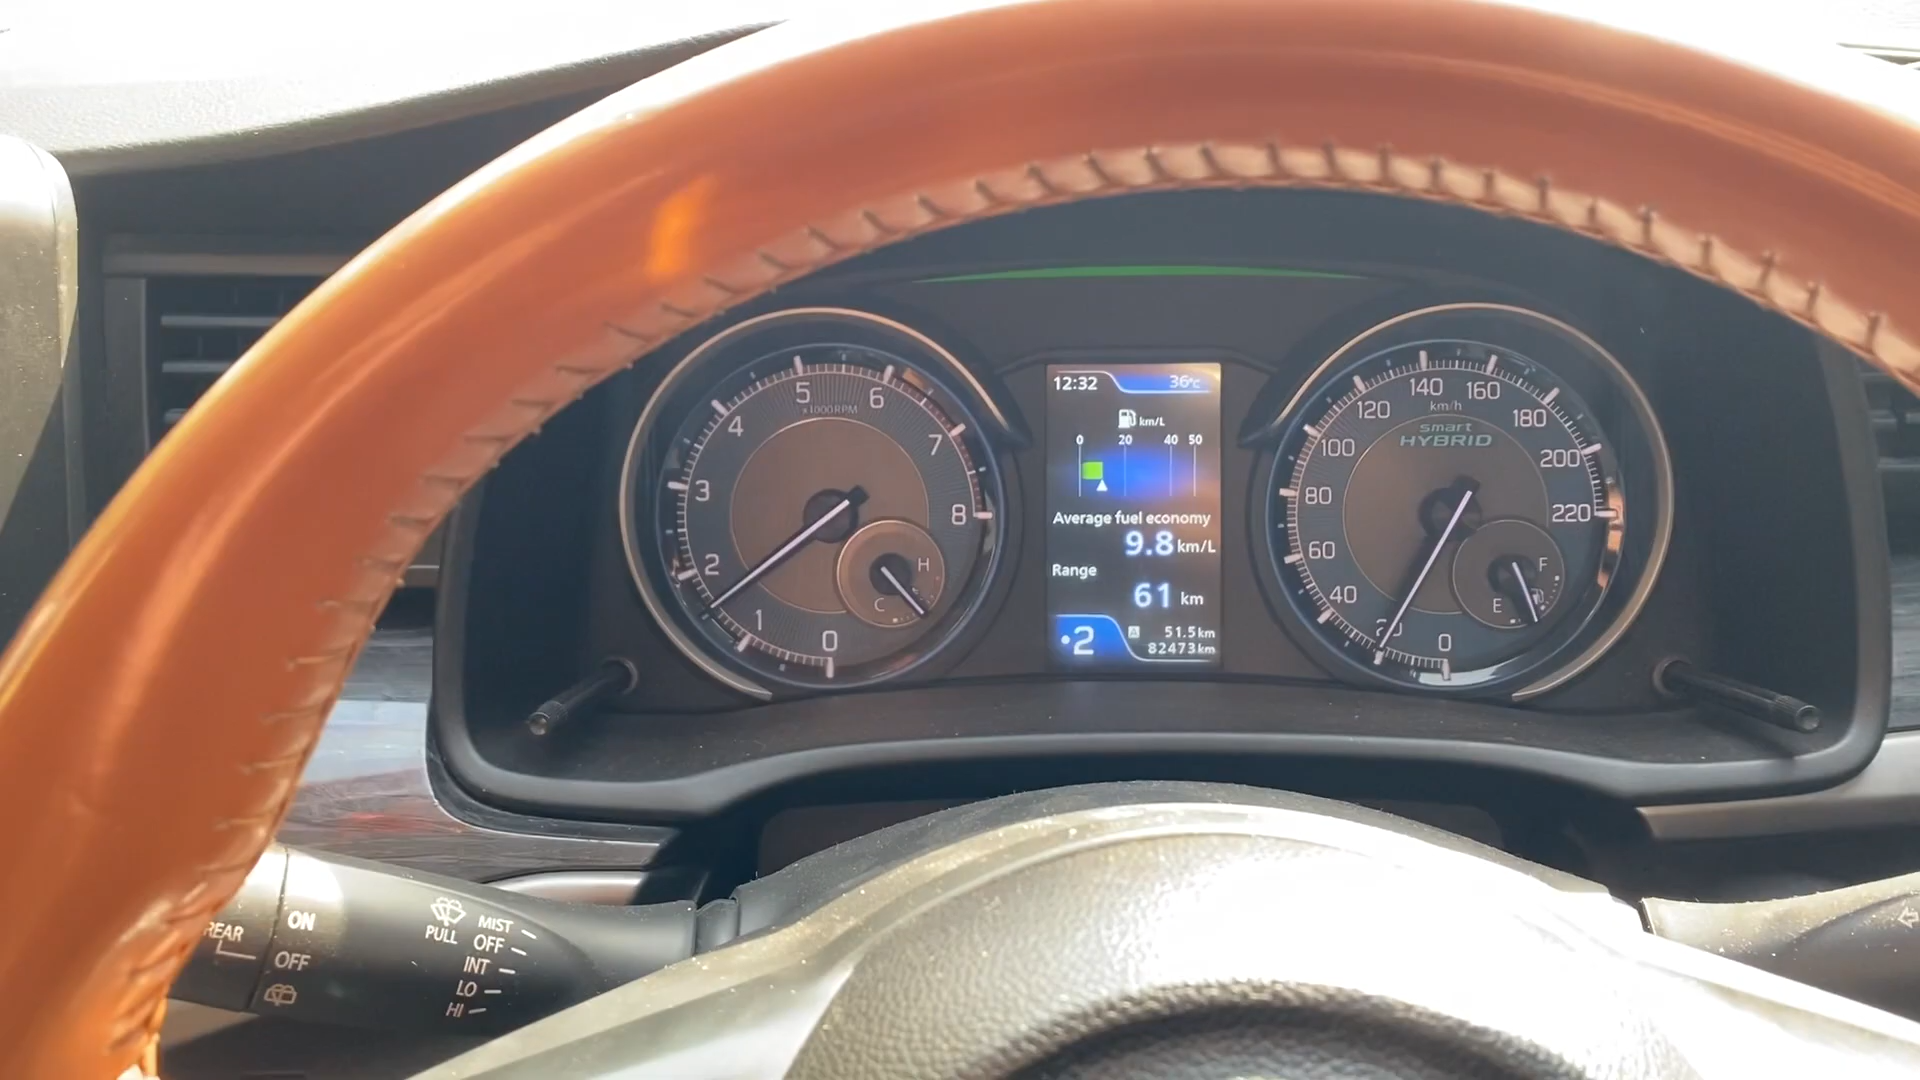 5
6
x1000RPM
4
7
3
8
2
H
C
1
0
12:32 36°C
km/L
0 20 40 50
Average fuel economy
9.8 km/L
Range
61 km
•2
A 51.5 km
82473 km
140
160
km/h
120
180
smart
HYBRID
100
200
80
220
60
F
40
E
20
0
REAR
ON
OFF
PULL
MIST
OFF
INT
LO
HI